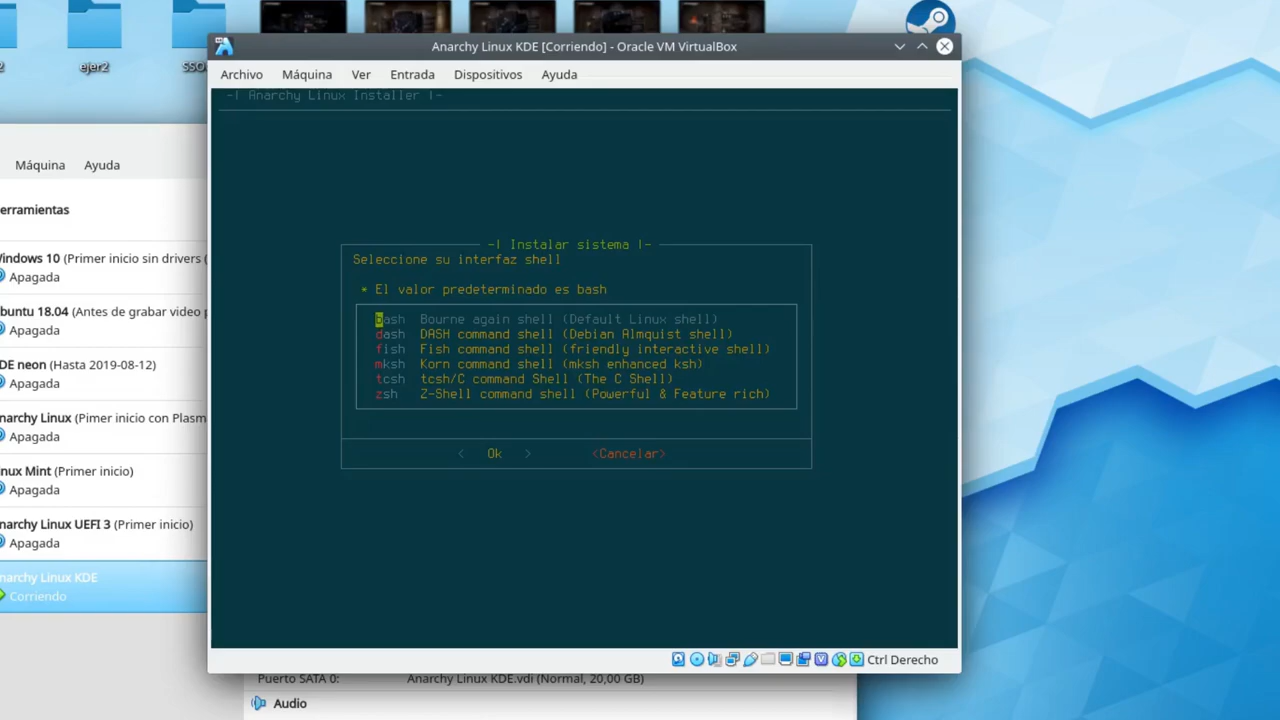 ejer2
SSO
Anarchy Linux KDE [Corriendo] - Oracle VM VirtualBox
Archivo Máquina Ver Entrada Dispositivos Ayuda
-| Anarchy Linux Installer |-
Máquina Ayuda
erramientas
indows 10 (Primer inicio sin drivers (
Apagada
buntu 18.04 (Antes de grabar video p
Apagada
DE neon (Hasta 2019-08-12)
Apagada
narchy Linux (Pimer inicio con Plasm
Apagada
nux Mint (Primer inicio)
Apagada
narchy Linux UEFI 3 (Primer inicio)
Apagada
narchy Linux KDE
Corriendo
-| Instalar sistema |-
Seleccione su interfaz shell
* El valor predeterminado es bash
bash Bourne again shell (Default Linux shell)
dash DASH command shell (Debian Almquist shell)
fish Fish command shell (friendly interactive shell)
mksh Korn command shell (mksh enhanced ksh)
tcsh tcsh/C command Shell (The C Shell)
zsh Z-Shell command shell (Powerful & Feature rich)
< Ok > <Cancelar>
Ctrl Derecho
Puerto SATA 0: Anarchy Linux KDE.vdi (Normal, 20,00 GB)
Audio